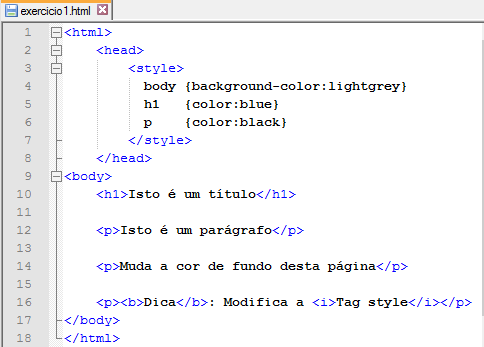 exercicio1.html
1 <html>
2 <head>
3 <style>
4 body {background-color:lightgrey}
5 h1 {color:blue}
6 p {color:black}
7 </style>
8 </head>
9 <body>
10 <h1>Isto é um título</h1>
11
12 <p>Isto é um parágrafo</p>
13
14 <p>Muda a cor de fundo desta página</p>
15
16 <p><b>Dica</b>: Modifica a <i>Tag style</i></p>
17 </body>
18 </html>